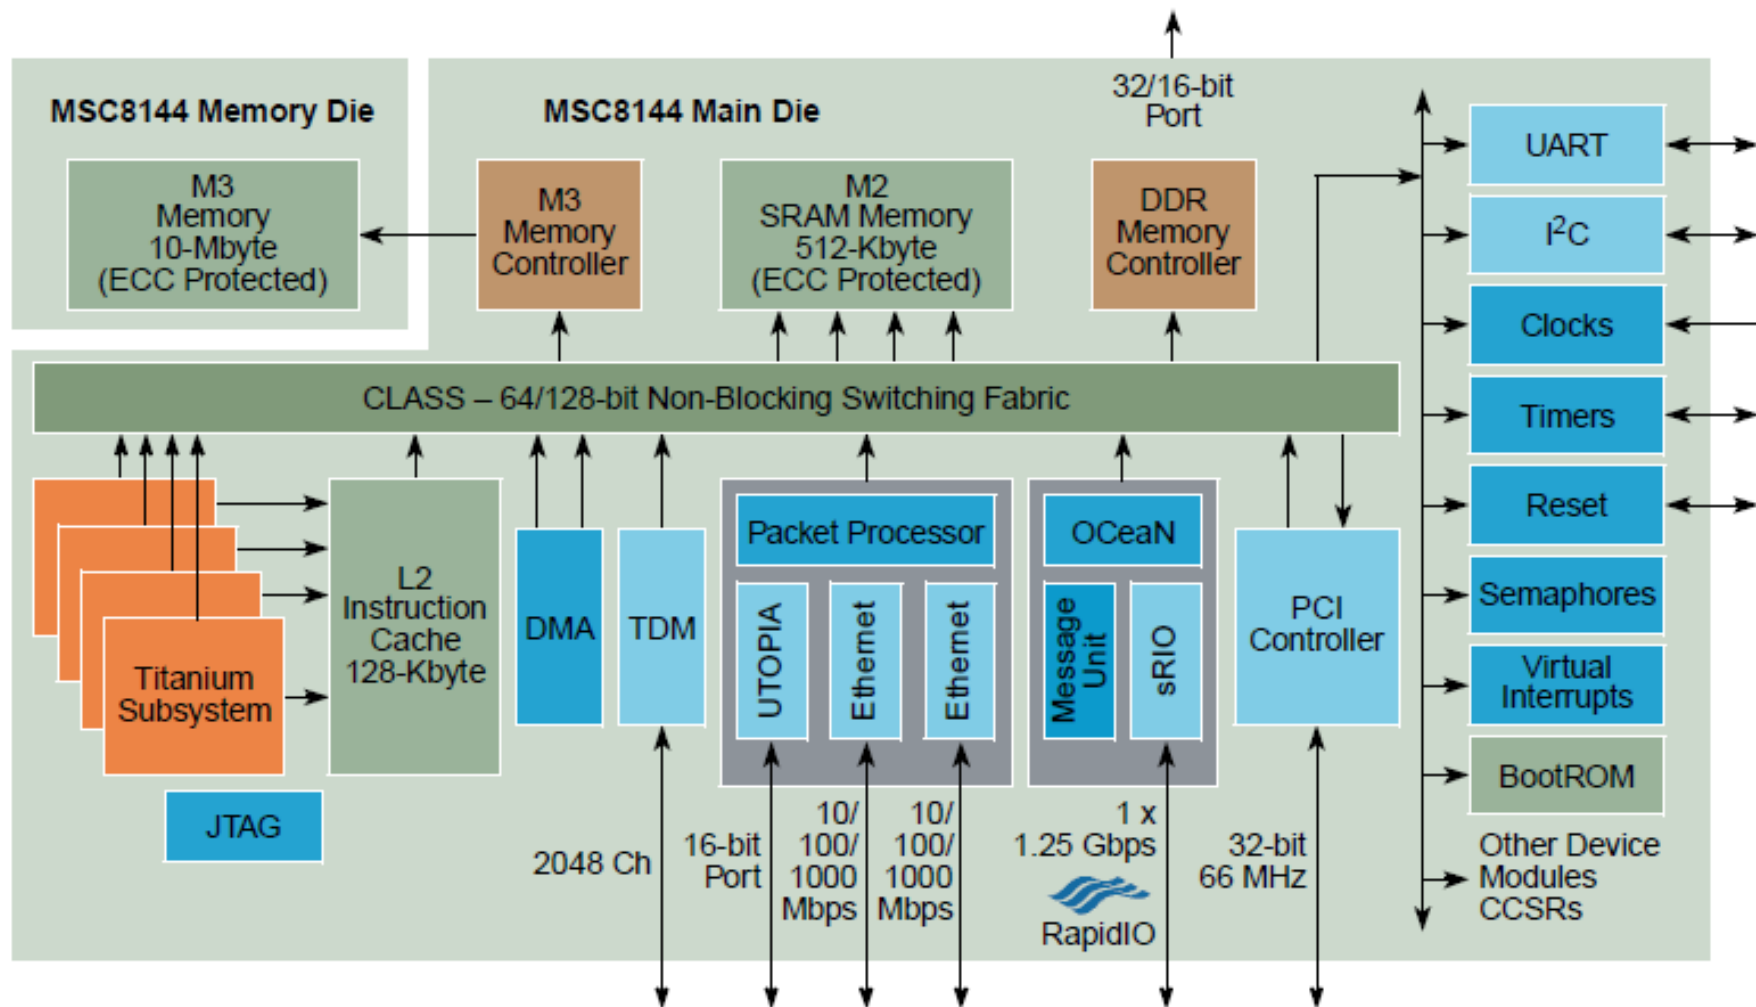 32/16-bit
Port
MSC8144 Memory Die
MSC8144 Main Die
M3
Memory
10-Mbyte
(ECC Protected)
M3
Memory
Controller
M2
SRAM Memory
512-Kbyte
(ECC Protected)
DDR
Memory
Controller
UART
I²C
Clocks
Timers
Reset
Semaphores
Virtual
Interrupts
BootROM
Other Device
Modules
CCSRs
CLASS – 64/128-bit Non-Blocking Switching Fabric
Titanium
Subsystem
L2
Instruction
Cache
128-Kbyte
DMA
TDM
Packet Processor
UTOPIA
Ethernet
Ethernet
OCeaN
Message
Unit
sRIO
PCI
Controller
JTAG
2048 Ch
16-bit
Port
10/
100/
1000
Mbps
10/
100/
1000
Mbps
1 x
1.25 Gbps
RapidIO
32-bit
66 MHz